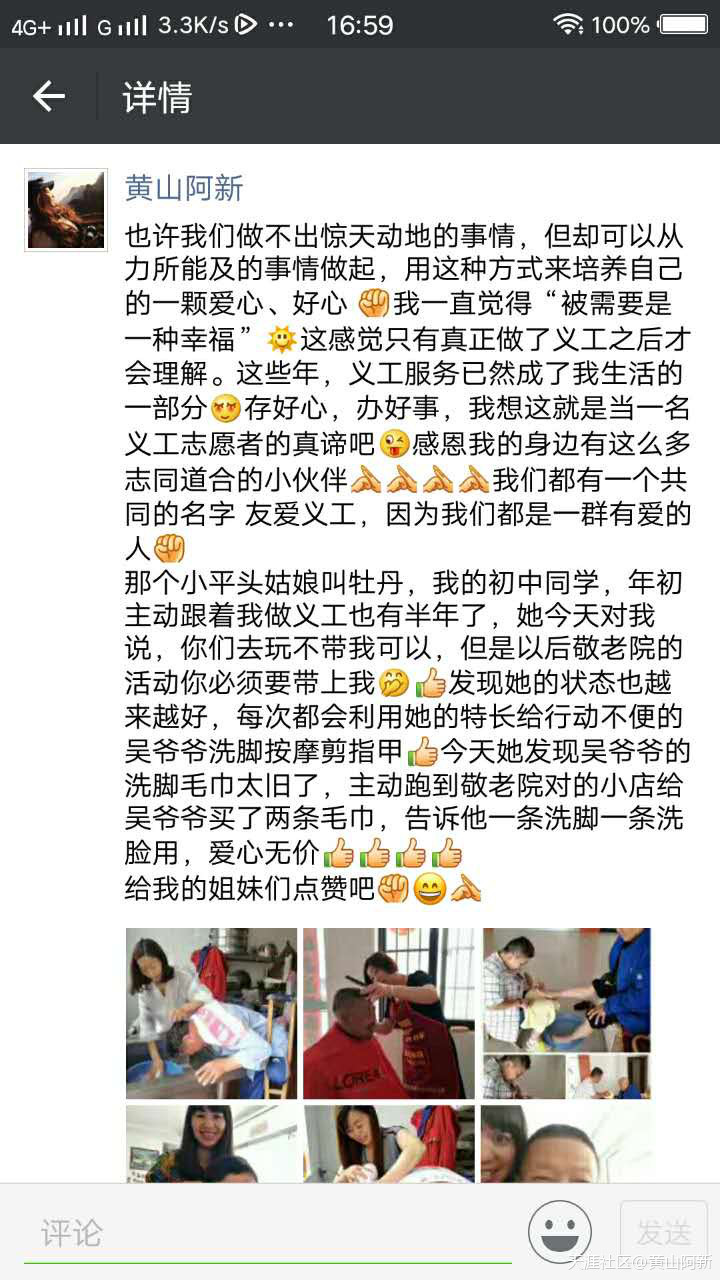 4G+ G 3.3K/s ··· 16:59 100%
详情
黄山阿新
也许我们做不出惊天动地的事情，但却可以从
力所能及的事情做起，用这种方式来培养自己
的一颗爱心、好心 ✊我一直觉得“被需要是
一种幸福”🌞这感觉只有真正做了义工之后才
会理解。这些年，义工服务已然成了我生活的
一部分😍存好心，办好事，我想这就是当一名
义工志愿者的真谛吧😜感恩我的身边有这么多
志同道合的小伙伴👏👏👏👏我们都有一个共
同的名字 友爱义工，因为我们都是一群有爱的
人✊
那个小平头姑娘叫牡丹，我的初中同学，年初
主动跟着我做义工也有半年了，她今天对我
说，你们去玩不带我可以，但是以后敬老院的
活动你必须要带上我🤭👍发现她的状态也越
来越好，每次都会利用她的特长给行动不便的
吴爷爷洗脚按摩剪指甲👍今天她发现吴爷爷的
洗脚毛巾太旧了，主动跑到敬老院对的小店给
吴爷爷买了两条毛巾，告诉他一条洗脚一条洗
脸用，爱心无价👍👍👍👍
给我的姐妹们点赞吧✊😄👏
LOREA
评论
发送
天涯社区@黄山阿新